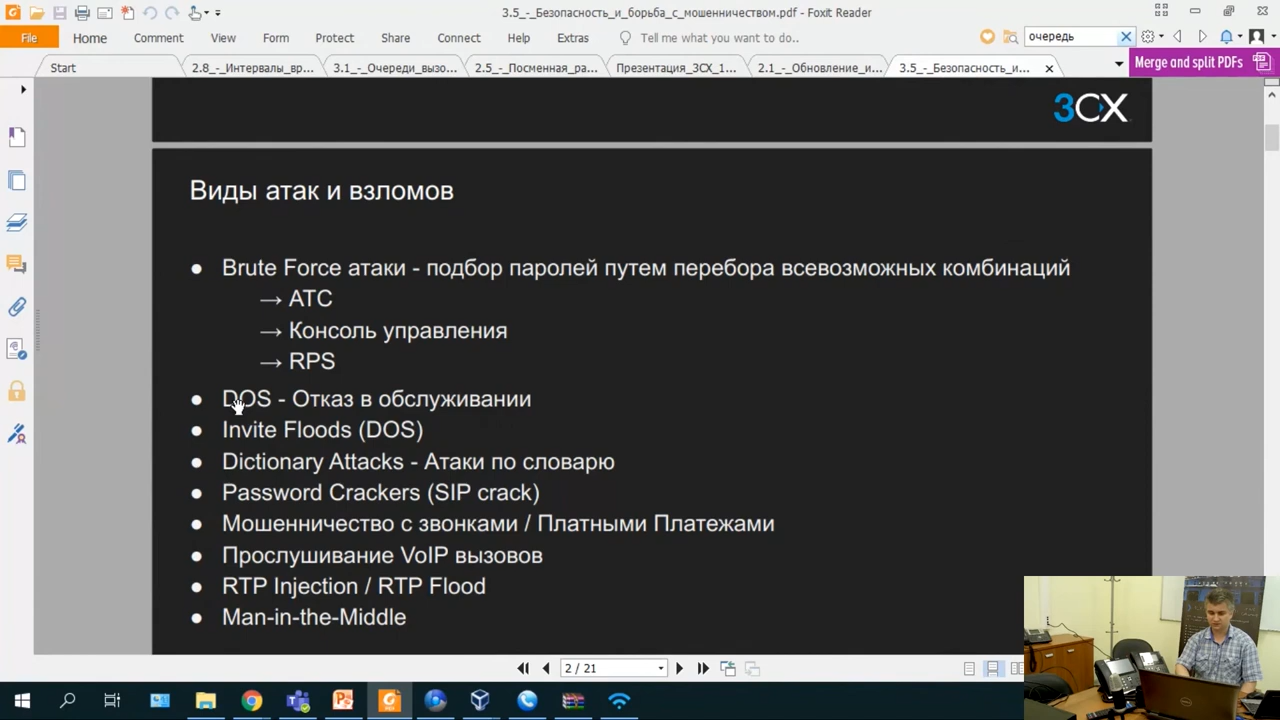 3.5_-_Безопасность_и_борьба_с_мошенничеством.pdf - Foxit Reader
File Home Comment View Form Protect Share Connect Help Extras Tell me what you want to do.. очередь
Start 2.8_-_Интервалы_вр... 3.1_-_Очереди_вызо... 2.5_-_Посменная_ра... Презентация_3CX_1... 2.1_-_Обновление_и... 3.5_-_Безопасность_и... Merge and split PDFs
3CX
Виды атак и взломов
● Brute Force атаки - подбор паролей путем перебора всевозможных комбинаций
→ АТС
→ Консоль управления
→ RPS
● DOS - Отказ в обслуживании
● Invite Floods (DOS)
● Dictionary Attacks - Атаки по словарю
● Password Crackers (SIP crack)
● Мошенничество с звонками / Платными Платежами
● Прослушивание VoIP вызовов
● RTP Injection / RTP Flood
● Man-in-the-Middle
2 / 21